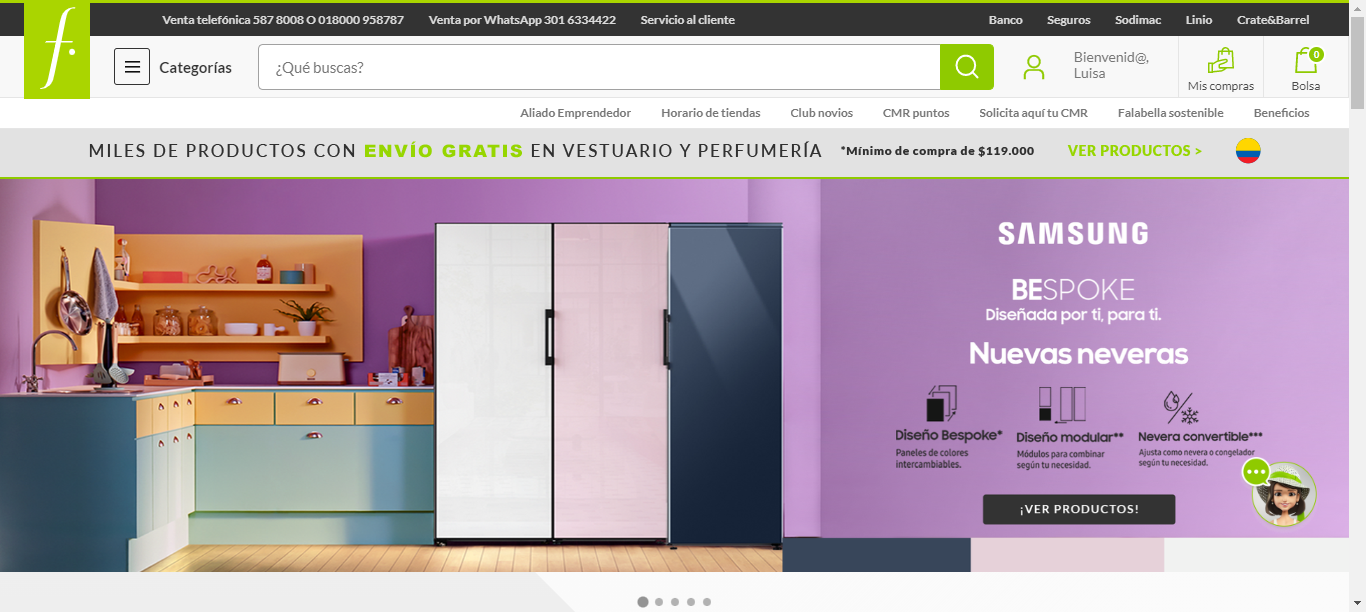 Venta telefónica 587 8008 O 018000 958787 Venta por WhatsApp 301 6334422 Servicio al cliente Banco Seguros Sodimac Linio Crate&Barrel
f.
Categorías
¿Qué buscas?
Bienvenid@,
Luisa
Mis compras
0
Bolsa
Aliado Emprendedor Horario de tiendas Club novios CMR puntos Solicita aquí tu CMR Falabella sostenible Beneficios
MILES DE PRODUCTOS CON ENVÍO GRATIS EN VESTUARIO Y PERFUMERÍA *Mínimo de compra de $119.000 VER PRODUCTOS >
SAMSUNG
BESPOKE
Diseñada por ti, para ti.
Nuevas neveras
Diseño Bespoke*
Paneles de colores
intercambiables.
Diseño modular**
Módulos para combinar
según tu necesidad.
Nevera convertible***
Ajusta como nevera o congelador
según tu necesidad.
¡VER PRODUCTOS!